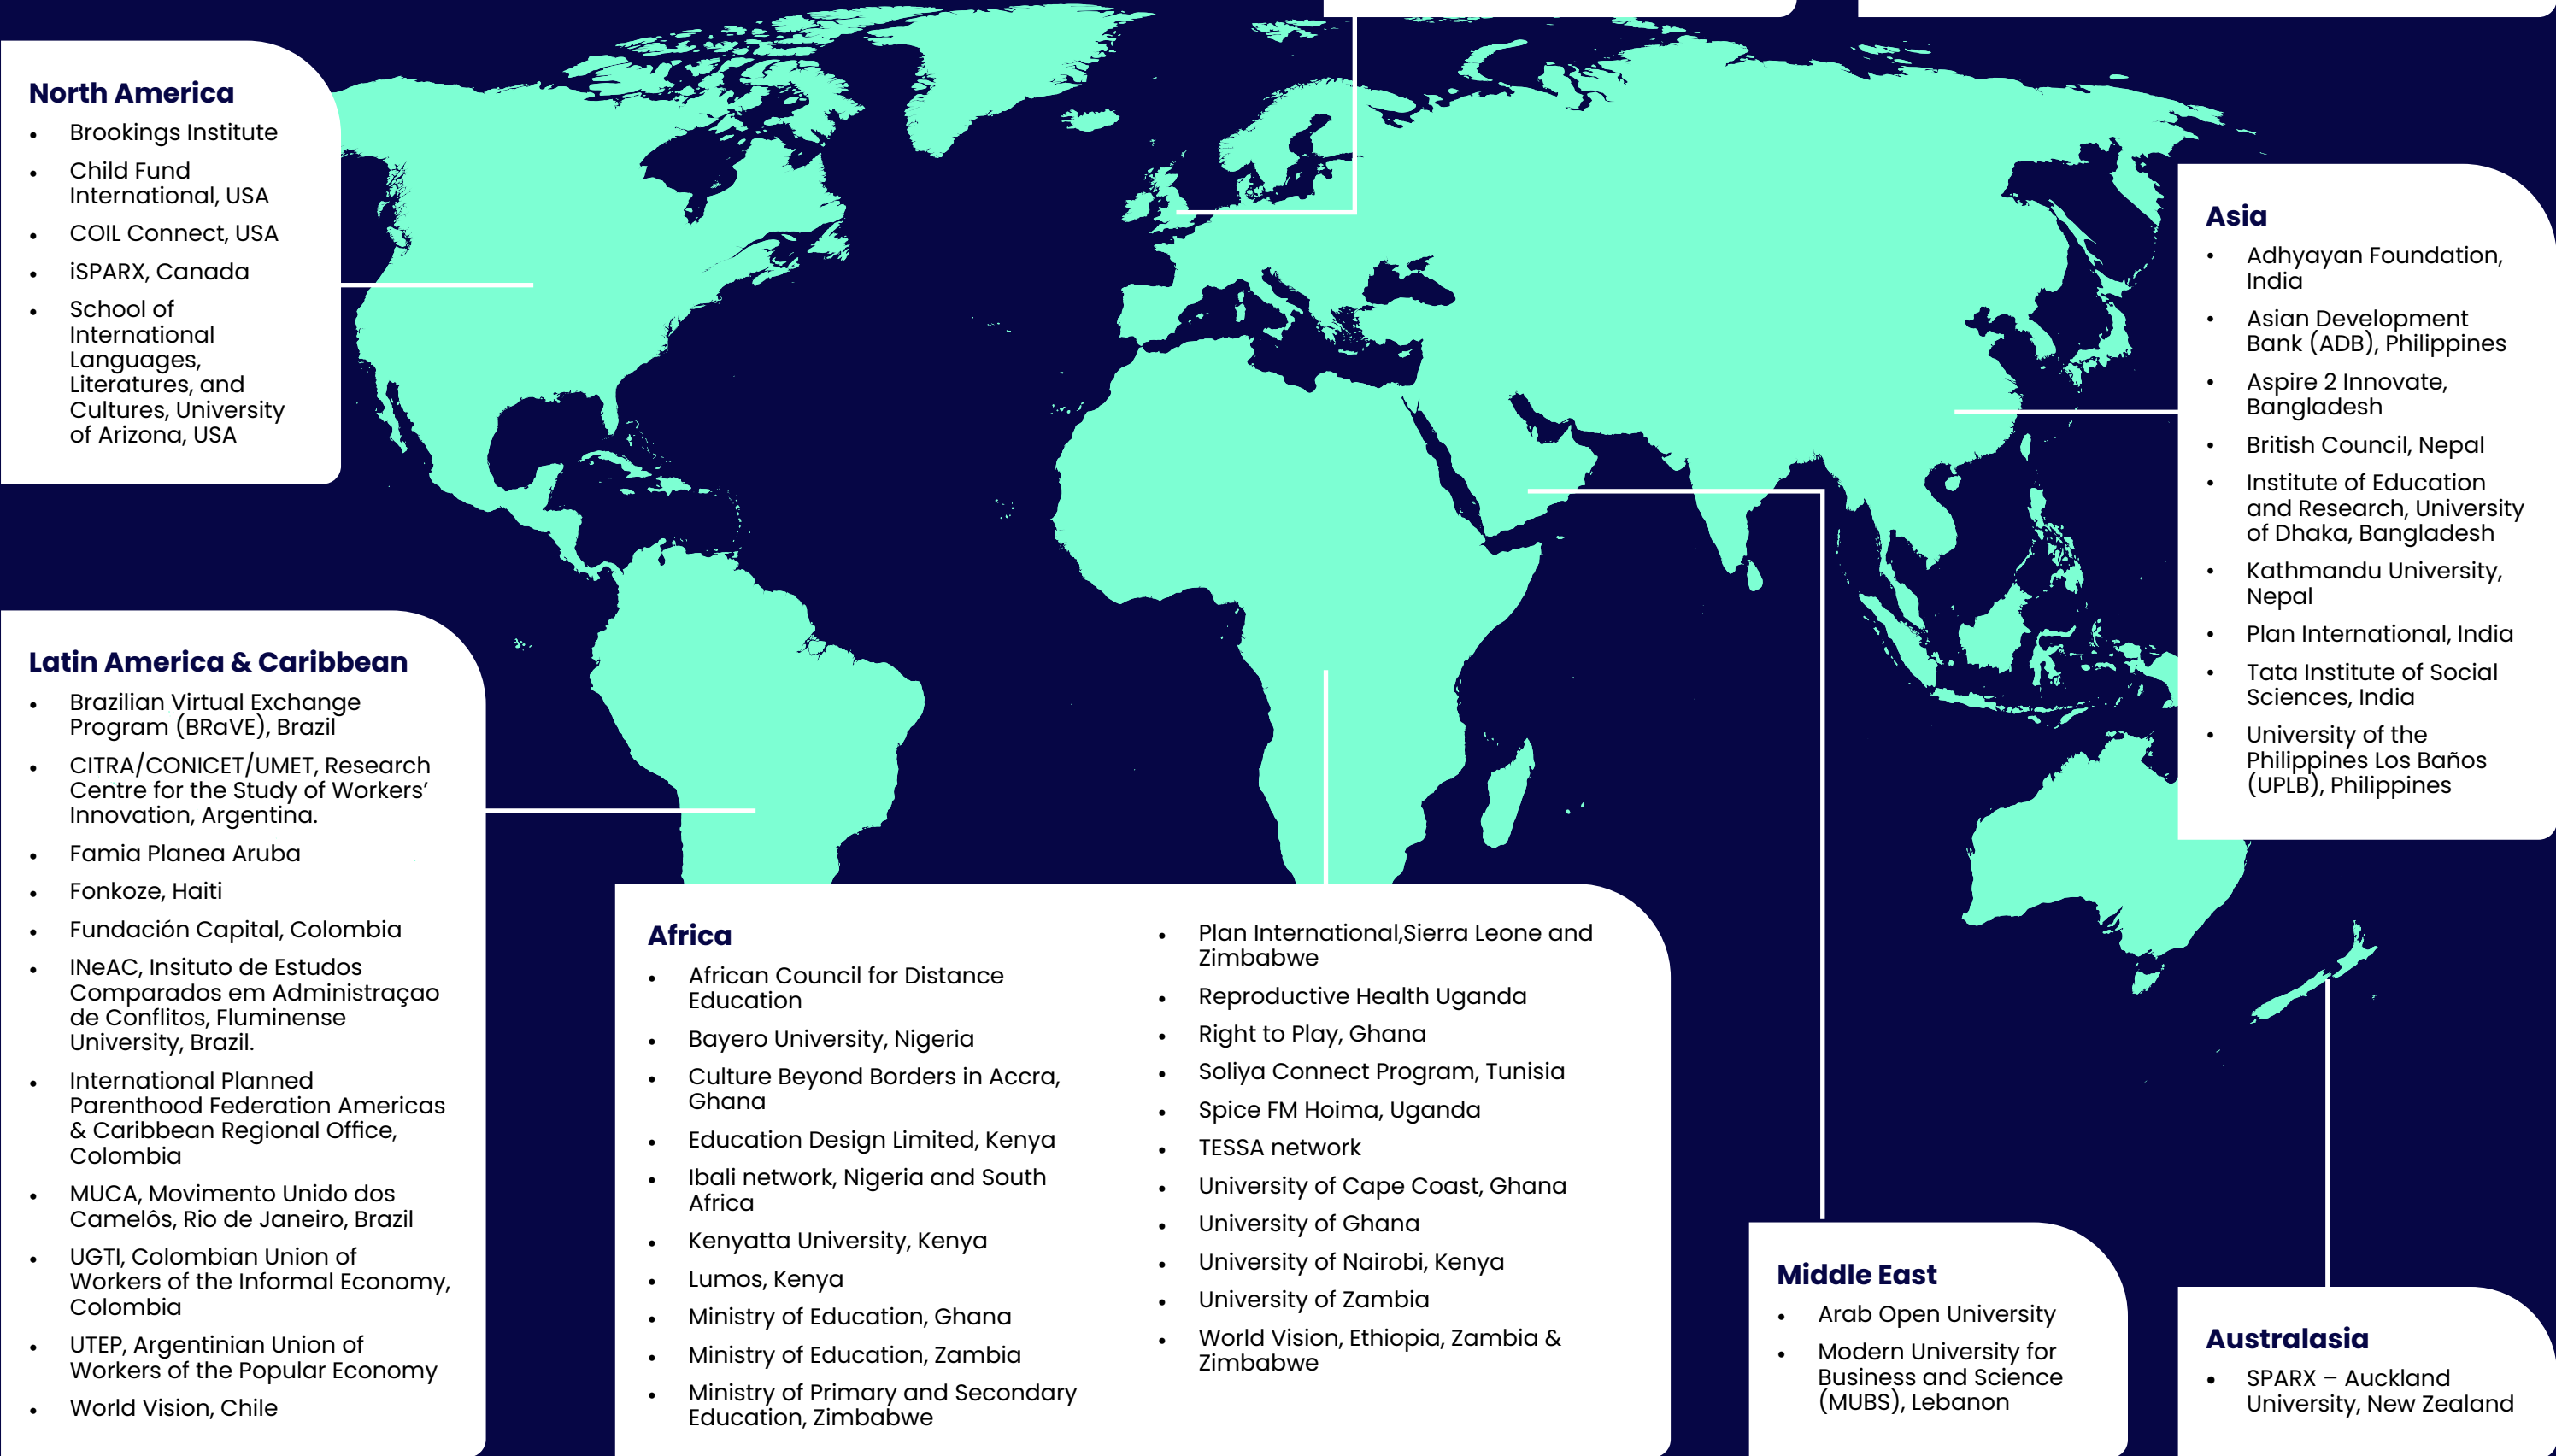 North America
• Brookings Institute
• Child Fund
International, USA
• COIL Connect, USA
• iSPARX, Canada
• School of
International
Languages,
Literatures, and
Cultures, University
of Arizona, USA
Latin America & Caribbean
• Brazilian Virtual Exchange
Program (BRaVE), Brazil
• CITRA/CONICET/UMET, Research
Centre for the Study of Workers’
Innovation, Argentina.
• Famia Planea Aruba
• Fonkoze, Haiti
• Fundación Capital, Colombia
• INeAC, Insituto de Estudos
Comparados em Administraçao
de Conflitos, Fluminense
University, Brazil.
• International Planned
Parenthood Federation Americas
& Caribbean Regional Office,
Colombia
• MUCA, Movimento Unido dos
Camelôs, Rio de Janeiro, Brazil
• UGTI, Colombian Union of
Workers of the Informal Economy,
Colombia
• UTEP, Argentinian Union of
Workers of the Popular Economy
• World Vision, Chile
Africa
• African Council for Distance
Education
• Bayero University, Nigeria
• Culture Beyond Borders in Accra,
Ghana
• Education Design Limited, Kenya
• Ibali network, Nigeria and South
Africa
• Kenyatta University, Kenya
• Lumos, Kenya
• Ministry of Education, Ghana
• Ministry of Education, Zambia
• Ministry of Primary and Secondary
Education, Zimbabwe
• Plan International,Sierra Leone and
Zimbabwe
• Reproductive Health Uganda
• Right to Play, Ghana
• Soliya Connect Program, Tunisia
• Spice FM Hoima, Uganda
• TESSA network
• University of Cape Coast, Ghana
• University of Ghana
• University of Nairobi, Kenya
• University of Zambia
• World Vision, Ethiopia, Zambia &
Zimbabwe
Middle East
• Arab Open University
• Modern University for
Business and Science
(MUBS), Lebanon
Asia
• Adhyayan Foundation,
India
• Asian Development
Bank (ADB), Philippines
• Aspire 2 Innovate,
Bangladesh
• British Council, Nepal
• Institute of Education
and Research, University
of Dhaka, Bangladesh
• Kathmandu University,
Nepal
• Plan International, India
• Tata Institute of Social
Sciences, India
• University of the
Philippines Los Baños
(UPLB), Philippines
Australasia
• SPARX – Auckland
University, New Zealand